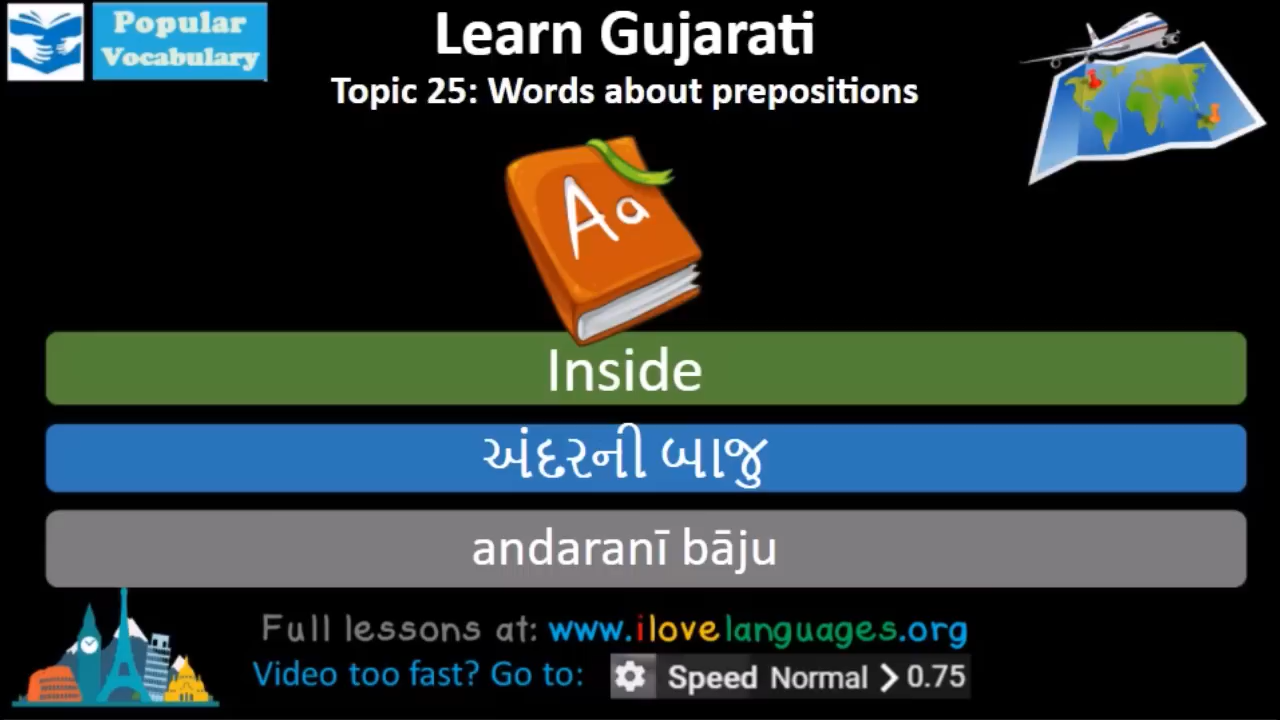 Popular
Vocabulary
Learn Gujarati
Topic 25: Words about prepositions
Aa
Inside
અંદરની બાજુ
andaranī bāju
Full lessons at: www.ilovelanguages.org
Video too fast? Go to: Speed Normal > 0.75